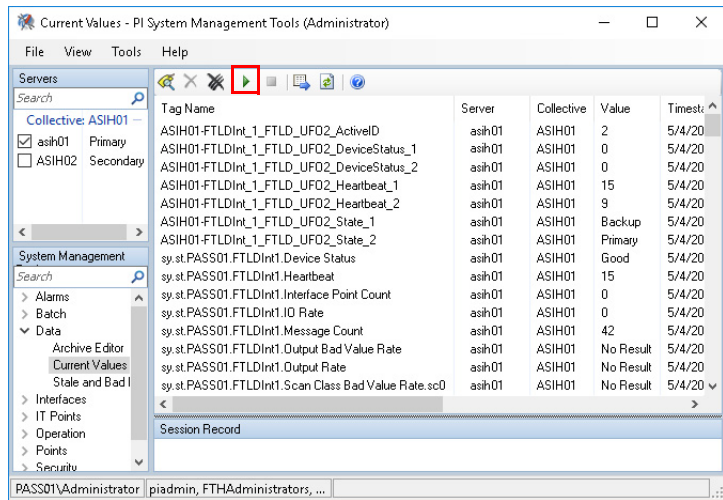 Current Values - PI System Management Tools (Administrator)
File View Tools Help
Servers
Search
Collective: ASIH01
asih01 Primary
ASIH02 Secondary
System Management
Search
Alarms
Batch
Data
Archive Editor
Current Values
Stale and Bad
Interfaces
IT Points
Operation
Points
Security
Tag Name Server Collective Value Timesta
ASIH01-FTLDInt_1_FTLD_UFO2_ActiveID asih01 ASIH01 2 5/4/20
ASIH01-FTLDInt_1_FTLD_UFO2_DeviceStatus_1 asih01 ASIH01 0 5/4/20
ASIH01-FTLDInt_1_FTLD_UFO2_DeviceStatus_2 asih01 ASIH01 0 5/4/20
ASIH01-FTLDInt_1_FTLD_UFO2_Heartbeat_1 asih01 ASIH01 15 5/4/20
ASIH01-FTLDInt_1_FTLD_UFO2_Heartbeat_2 asih01 ASIH01 9 5/4/20
ASIH01-FTLDInt_1_FTLD_UFO2_State_1 asih01 ASIH01 Backup 5/4/20
ASIH01-FTLDInt_1_FTLD_UFO2_State_2 asih01 ASIH01 Primary 5/4/20
sy.st.PASS01.FTLDInt1.Device Status asih01 ASIH01 Good 5/4/20
sy.st.PASS01.FTLDInt1.Heartbeat asih01 ASIH01 15 5/4/20
sy.st.PASS01.FTLDInt1.Interface Point Count asih01 ASIH01 0 5/4/20
sy.st.PASS01.FTLDInt1.IO Rate asih01 ASIH01 0 5/4/20
sy.st.PASS01.FTLDInt1.Message Count asih01 ASIH01 42 5/4/20
sy.st.PASS01.FTLDInt1.Output Bad Value Rate asih01 ASIH01 No Result 5/4/20
sy.st.PASS01.FTLDInt1.Output Rate asih01 ASIH01 No Result 5/4/20
sy.st.PASS01.FTLDInt1.Scan Class Bad Value Rate.sc0 asih01 ASIH01 No Result 5/4/20
Session Record
PASS01\Administrator piadmin, FTHAdministrators, ...